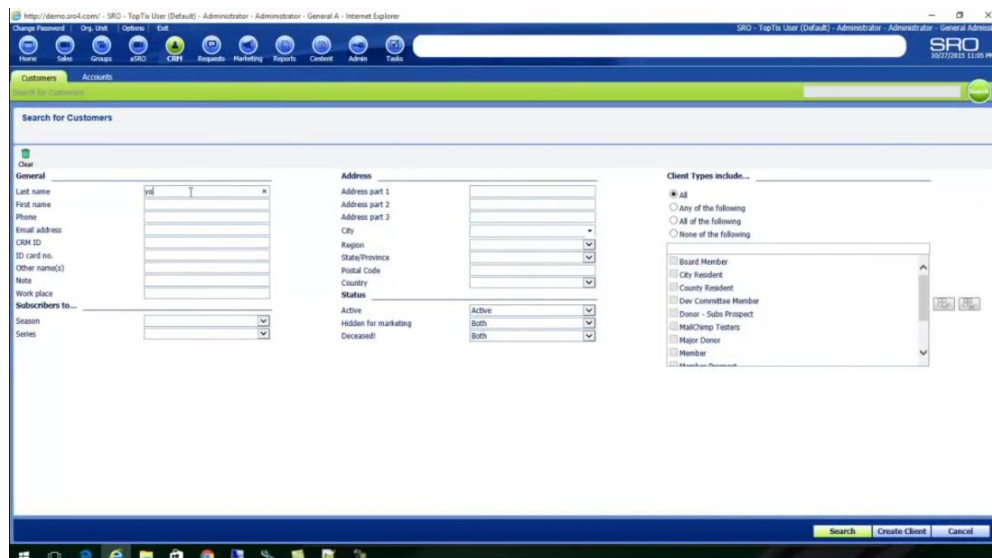 http://demo.sro4.com/ - SRO - TopTix User (Default) - Administrator - Administrator - General A - Internet Explorer
Change Password | Org. Unit | Options | Exit
SRO - TopTix User (Default) - Administrator - Administrator - General Admiss
Home Sales Groups aSRO CRM Requests Marketing Reports Content Admin Tasks
SRO
10/27/2015 11:05 PM
Customers Accounts
Search for Customers
Search
Search for Customers
Clear
General
Last name yo
First name
Phone
Email address
CRM ID
ID card no.
Other name(s)
Note
Work place
Subscribers to...
Season
Series
Address
Address part 1
Address part 2
Address part 3
City
Region
State/Province
Postal Code
Country
Status
Active Active
Hidden for marketing Both
Deceased! Both
Client Types include...
All
Any of the following
All of the following
None of the following
Board Member
City Resident
County Resident
Dev Committee Member
Donor - Subs Prospect
MailChimp Testers
Major Donor
Member
Member Prospect
Search Create Client Cancel